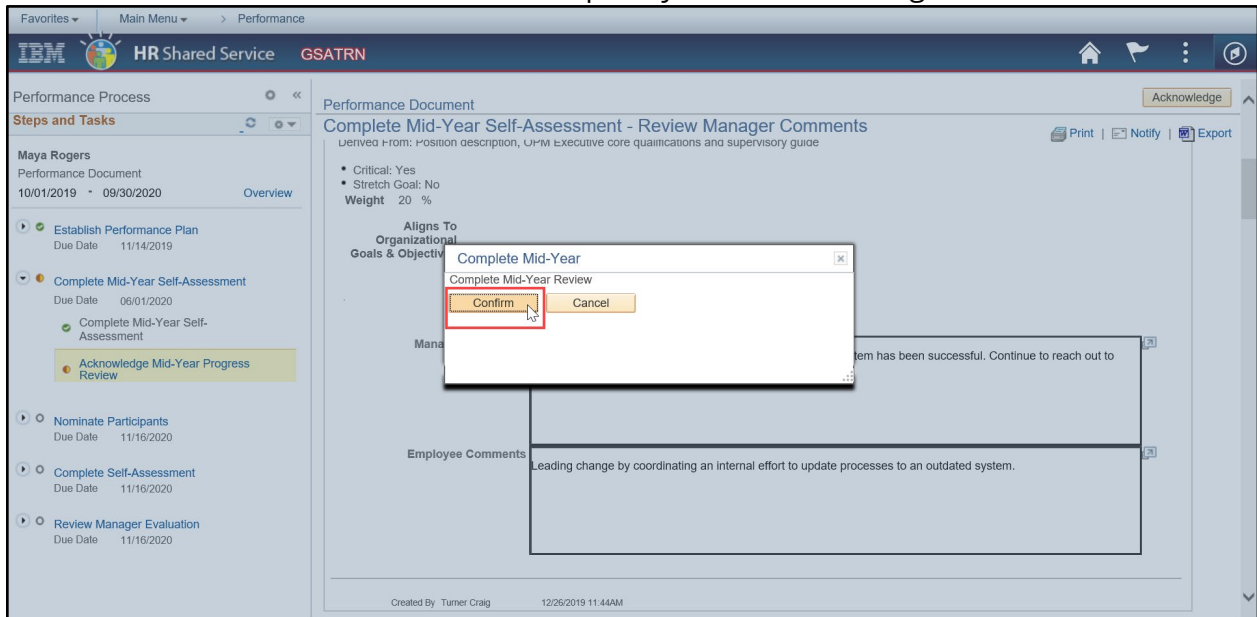 Favorites Main Menu > Performance
IBM HR Shared Service GSATRN
Performance Process
Steps and Tasks
Maya Rogers
Performance Document
10/01/2019 - 09/30/2020 Overview
Establish Performance Plan
Due Date 11/14/2019
Complete Mid-Year Self-Assessment
Due Date 06/01/2020
Complete Mid-Year Self-
Assessment
Acknowledge Mid-Year Progress
Review
Nominate Participants
Due Date 11/16/2020
Complete Self-Assessment
Due Date 11/16/2020
Review Manager Evaluation
Due Date 11/16/2020
Performance Document
Acknowledge
Complete Mid-Year Self-Assessment - Review Manager Comments
Print | Notify | Export
Derived From: Position description, OPM Executive core qualifications and supervisory guide
• Critical: Yes
• Stretch Goal: No
Weight 20 %
Aligns To
Organizational
Goals & Objectiv
Complete Mid-Year
Complete Mid-Year Review
Confirm Cancel
Mana
tem has been successful. Continue to reach out to
Employee Comments
Leading change by coordinating an internal effort to update processes to an outdated system.
Created By Turner Craig 12/26/2019 11:44AM